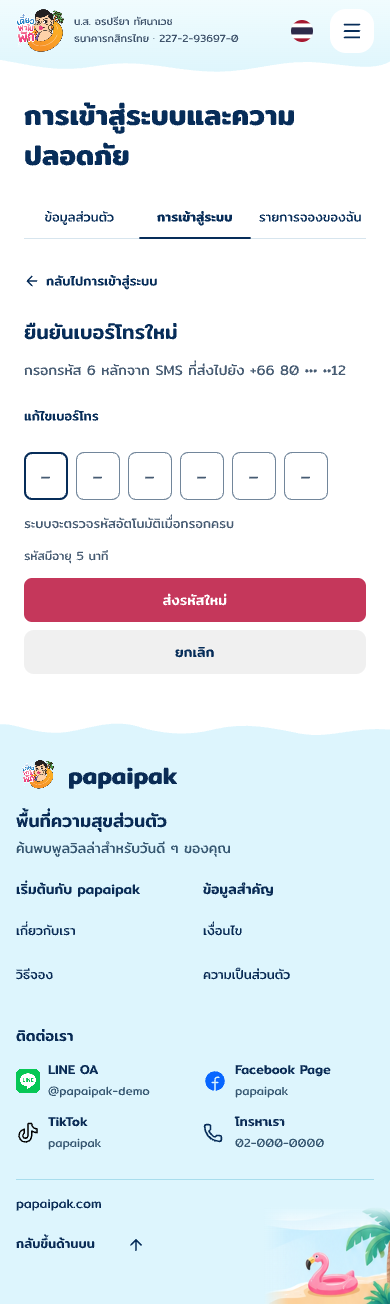 น.ส. อรปรียา ทัศนาเวช
ธนาคารกสิกรไทย · 227-2-93697-0
การเข้าสู่ระบบและความ
ปลอดภัย
ข้อมูลส่วนตัว
การเข้าสู่ระบบ
รายการจองของฉัน
← กลับไปการเข้าสู่ระบบ
ยืนยันเบอร์โทรใหม่
กรอกรหัส 6 หลักจาก SMS ที่ส่งไปยัง +66 80 ••• ••12
แก้ไขเบอร์โทร
– – – – – –
ระบบจะตรวจรหัสอัตโนมัติเมื่อกรอกครบ
รหัสมีอายุ 5 นาที
ส่งรหัสใหม่
ยกเลิก
papaipak
พื้นที่ความสุขส่วนตัว
ค้นพบพูลวิลล่าสำหรับวันดี ๆ ของคุณ
เริ่มต้นกับ papaipak
ข้อมูลสำคัญ
เกี่ยวกับเรา
เงื่อนไข
วิธีจอง
ความเป็นส่วนตัว
ติดต่อเรา
LINE
LINE OA
@papaipak-demo
Facebook Page
papaipak
TikTok
papaipak
โทรหาเรา
02-000-0000
papaipak.com
กลับขึ้นด้านบน ↑